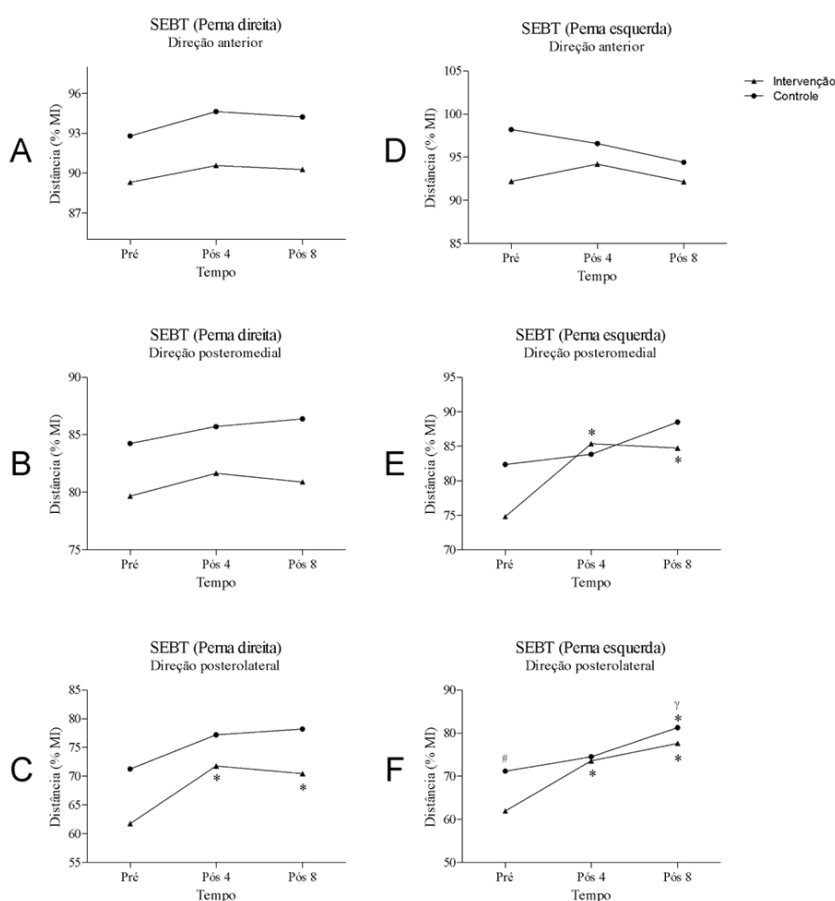 SEBT (Perna direita)
Direção anterior
A
Distância (% MI)
96
93
90
87
Pré
Pós 4
Pós 8
Tempo
SEBT (Perna esquerda)
Direção anterior
D
Distância (% MI)
105
100
95
90
85
Pré
Pós 4
Pós 8
Tempo
Intervenção
Controle
SEBT (Perna direita)
Direção posteromedial
B
Distância (% MI)
90
85
80
75
Pré
Pós 4
Pós 8
Tempo
SEBT (Perna esquerda)
Direção posteromedial
E
Distância (% MI)
95
90
85
80
75
70
*
*
Pré
Pós 4
Pós 8
Tempo
SEBT (Perna direita)
Direção posterolateral
C
Distância (% MI)
85
80
75
70
65
60
55
*
*
Pré
Pós 4
Pós 8
Tempo
SEBT (Perna esquerda)
Direção posterolateral
F
Distância (% MI)
90
80
70
60
50
#
γ
*
*
*
Pré
Pós 4
Pós 8
Tempo